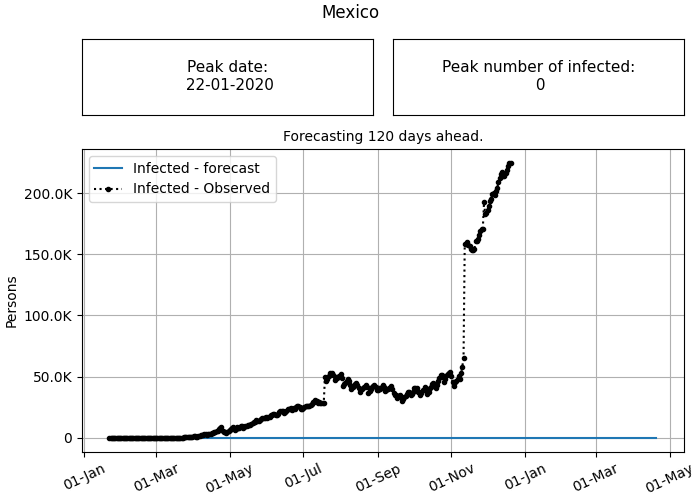 Mexico
Peak date:
22-01-2020
Peak number of infected:
0
Forecasting 120 days ahead.
Infected - forecast
Infected - Observed
200.0K
150.0K
100.0K
50.0K
0
Persons
01-Jan
01-Mar
01-May
01-Jul
01-Sep
01-Nov
01-Jan
01-Mar
01-May